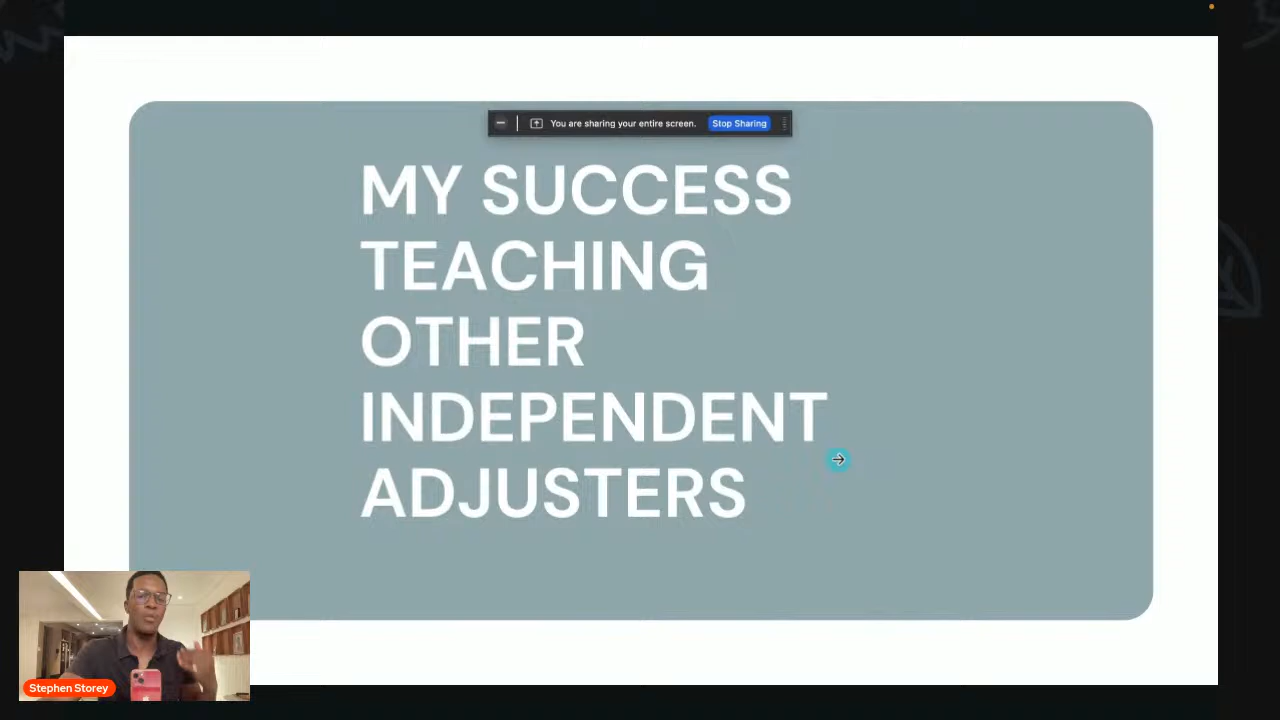 You are sharing your entire screen. Stop Sharing
MY SUCCESS
TEACHING
OTHER
INDEPENDENT
ADJUSTERS
Stephen Storey